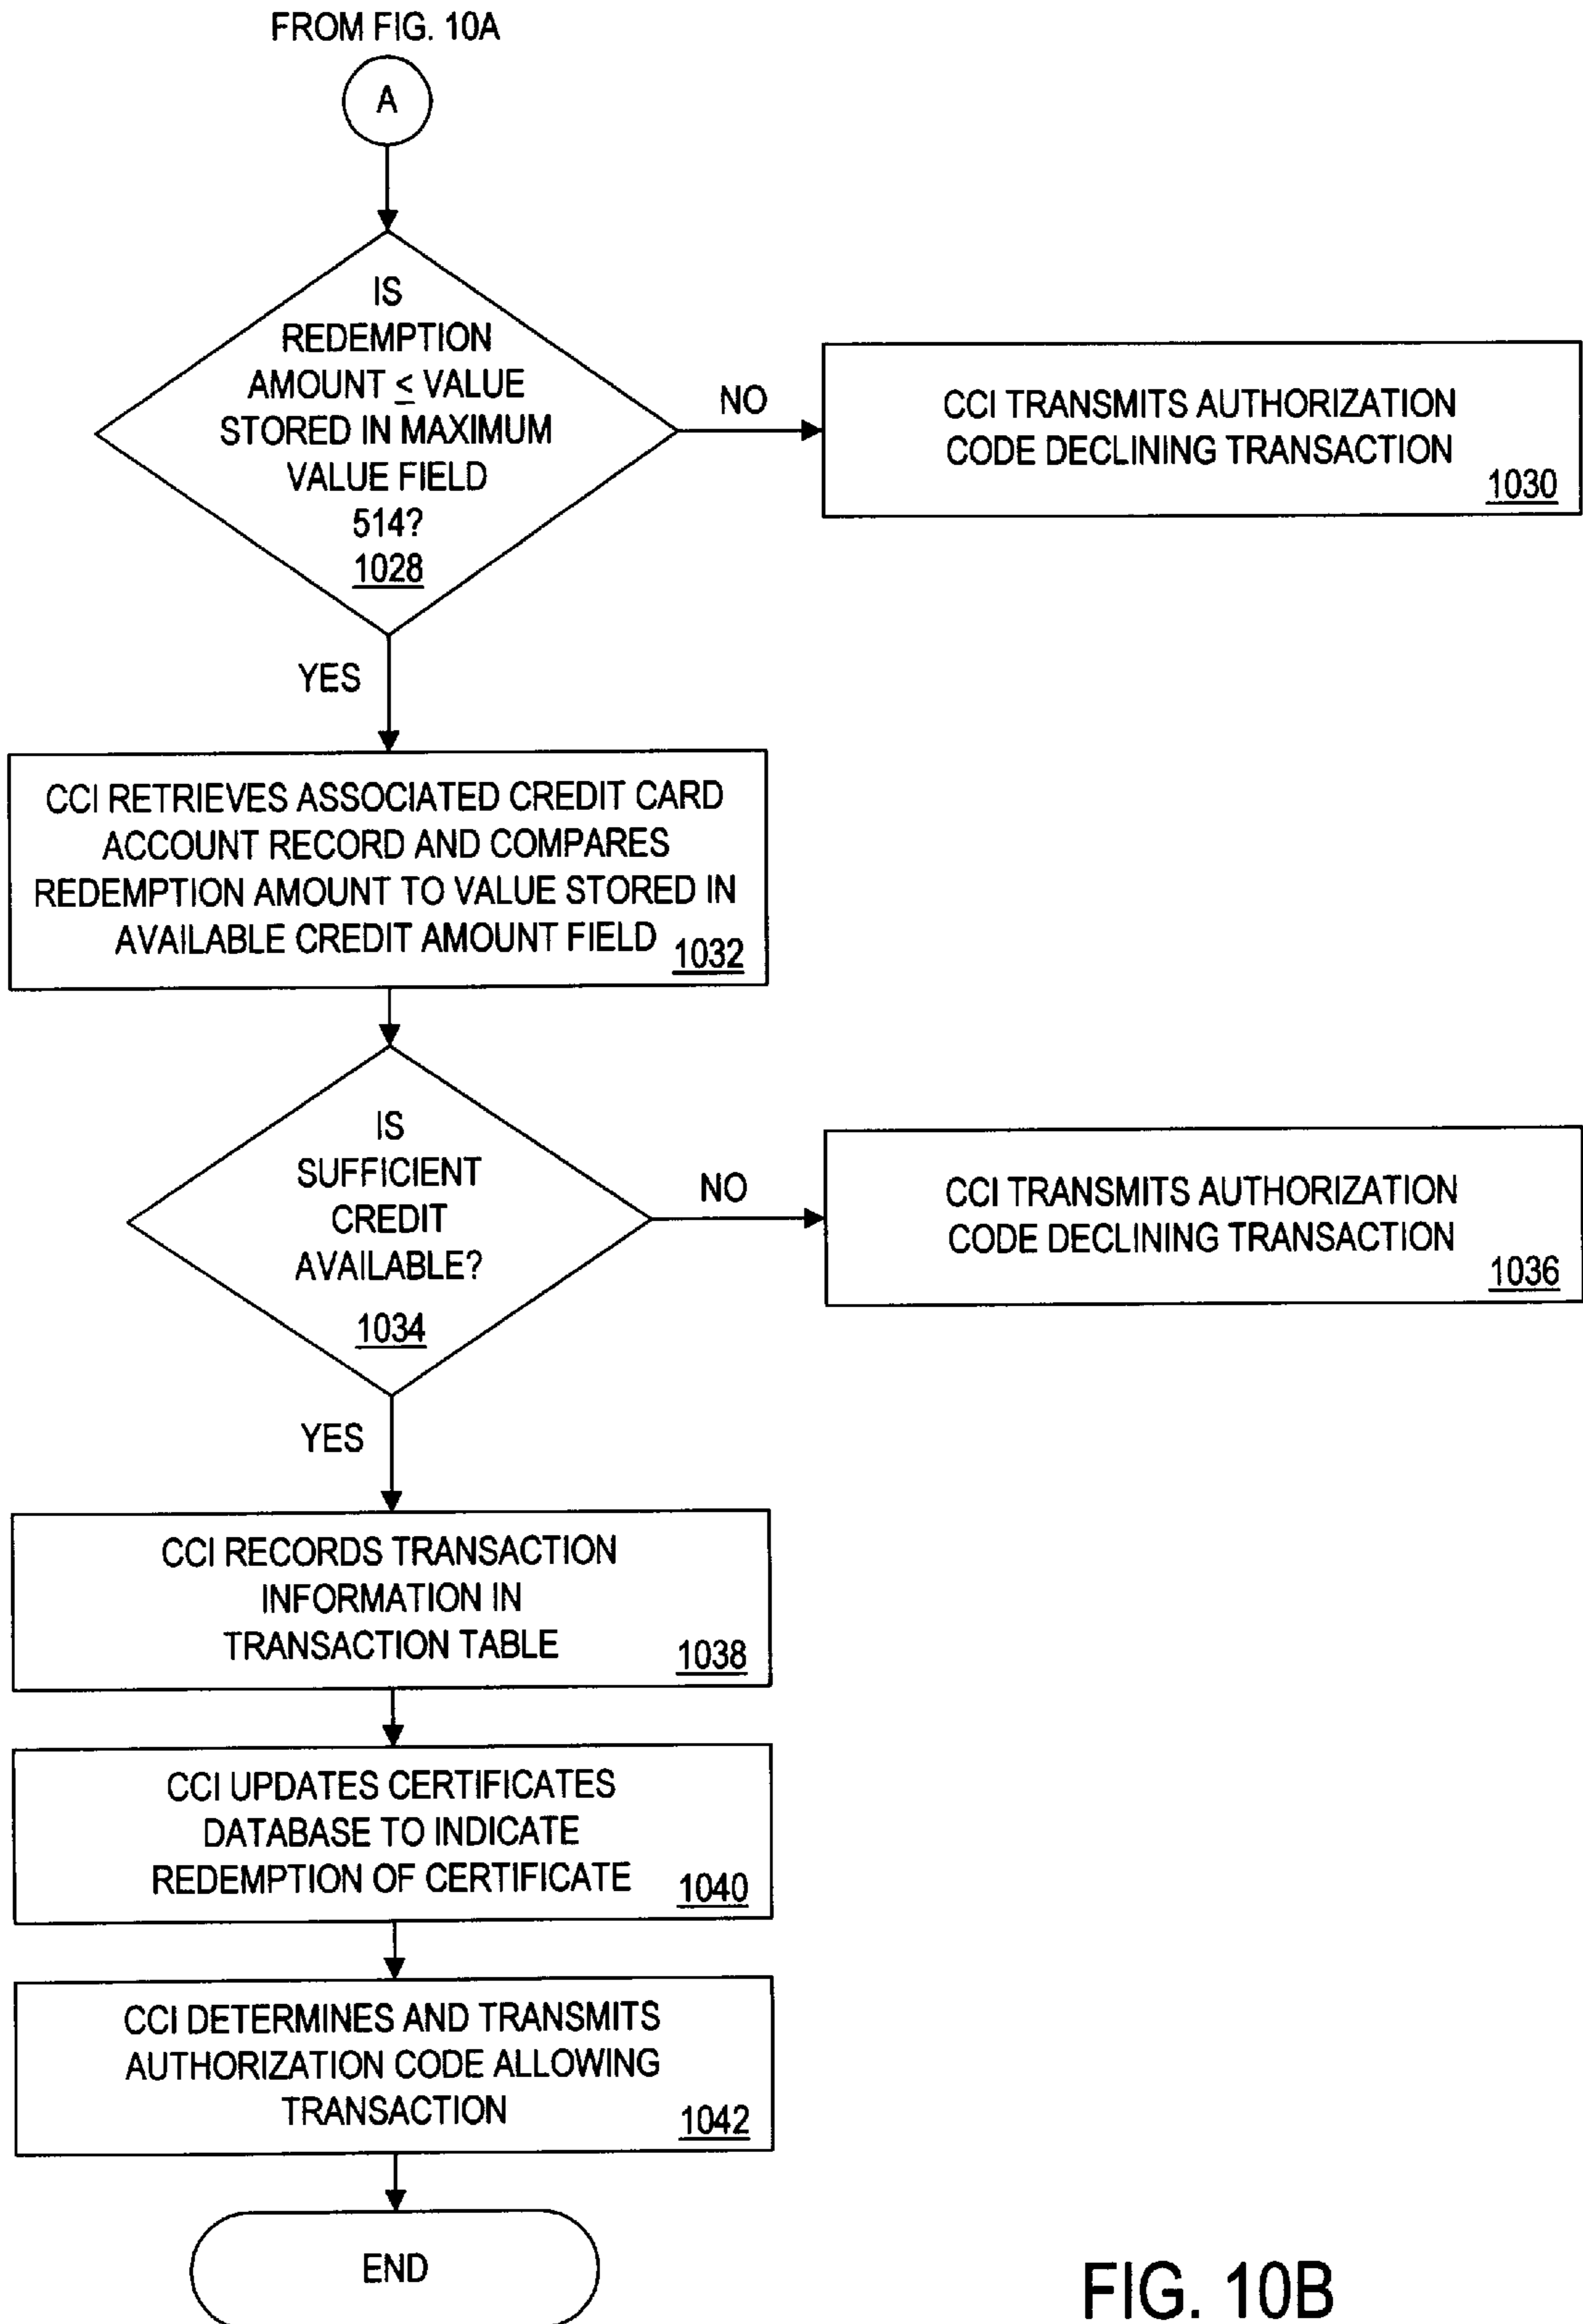 FROM FIG. 10A
A
IS
REDEMPTION
AMOUNT ≤ VALUE
STORED IN MAXIMUM
VALUE FIELD
514?
1028
NO
CCI TRANSMITS AUTHORIZATION
CODE DECLINING TRANSACTION
1030
YES
CCI RETRIEVES ASSOCIATED CREDIT CARD
ACCOUNT RECORD AND COMPARES
REDEMPTION AMOUNT TO VALUE STORED IN
AVAILABLE CREDIT AMOUNT FIELD 1032
IS
SUFFICIENT
CREDIT
AVAILABLE?
1034
NO
CCI TRANSMITS AUTHORIZATION
CODE DECLINING TRANSACTION
1036
YES
CCI RECORDS TRANSACTION
INFORMATION IN
TRANSACTION TABLE 1038
CCI UPDATES CERTIFICATES
DATABASE TO INDICATE
REDEMPTION OF CERTIFICATE 1040
CCI DETERMINES AND TRANSMITS
AUTHORIZATION CODE ALLOWING
TRANSACTION 1042
END
FIG. 10B